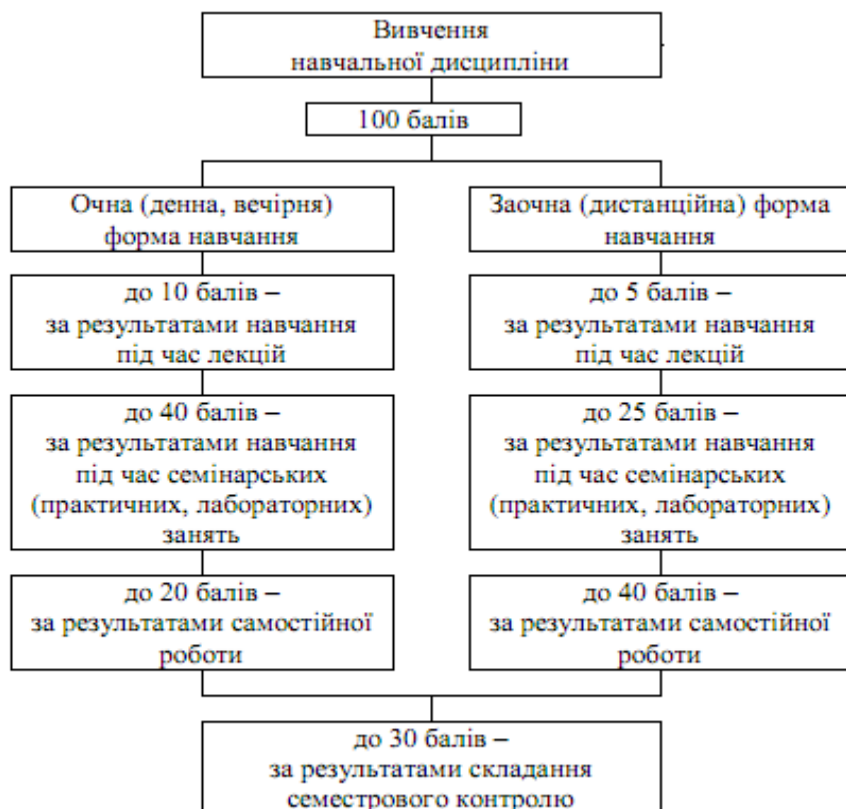 Вивчення
навчальної дисципліни
100 балів
Очна (денна, вечірня)
форма навчання
Заочна (дистанційна) форма
навчання
до 10 балів –
за результатами навчання
під час лекцій
до 5 балів –
за результатами навчання
під час лекцій
до 40 балів –
за результатами навчання
під час семінарських
(практичних, лабораторних)
занять
до 25 балів –
за результатами навчання
під час семінарських
(практичних, лабораторних)
занять
до 20 балів –
за результатами самостійної
роботи
до 40 балів –
за результатами самостійної
роботи
до 30 балів –
за результатами складання
семестрового контролю